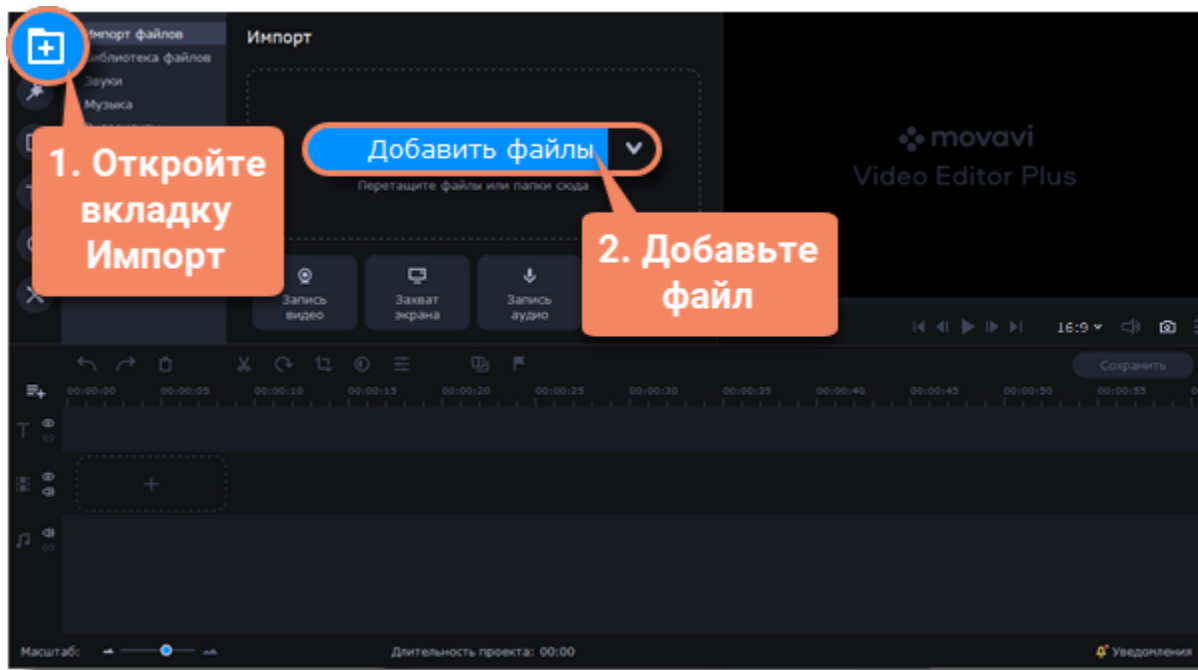 Импорт файлов
Импорт
Библиотека файлов
Звуки
Музыка
1. Откройте
вкладку
Импорт
Добавить файлы
Перетащите файлы или папки сюда
2. Добавьте
файл
movavi
Video Editor Plus
Запись
видео
Захват
экрана
Запись
аудио
16:9
Сохранить
00:00:00 00:00:05 00:00:10 00:00:15 00:00:20 00:00:25 00:00:30 00:00:35 00:00:40 00:00:45 00:00:50 00:00:55
Масштаб:
Длительность проекта: 00:00
Уведомления